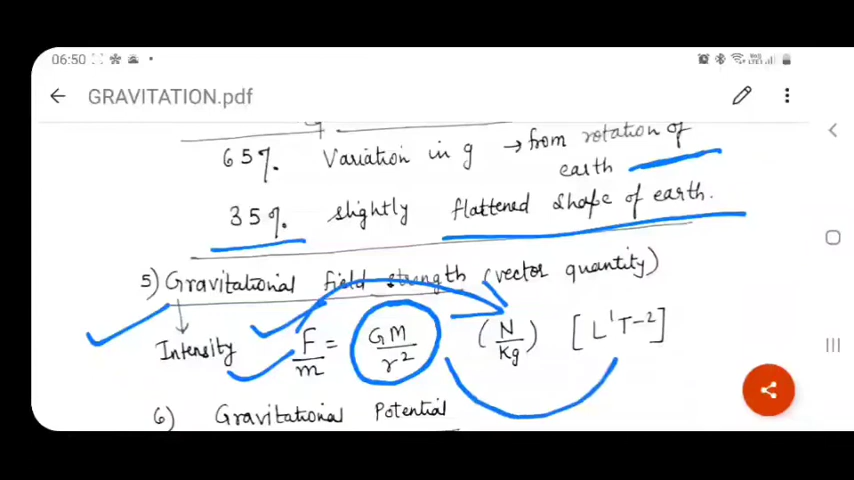 06:50
GRAVITATION.pdf
65% Variation in g → from rotation of
earth
35% slightly flattened shape of earth.
5) Gravitational field strength (vector quantity)
Intensity
F/m = GM/r² (N/kg) [L¹T-2]
6) Gravitational Potential